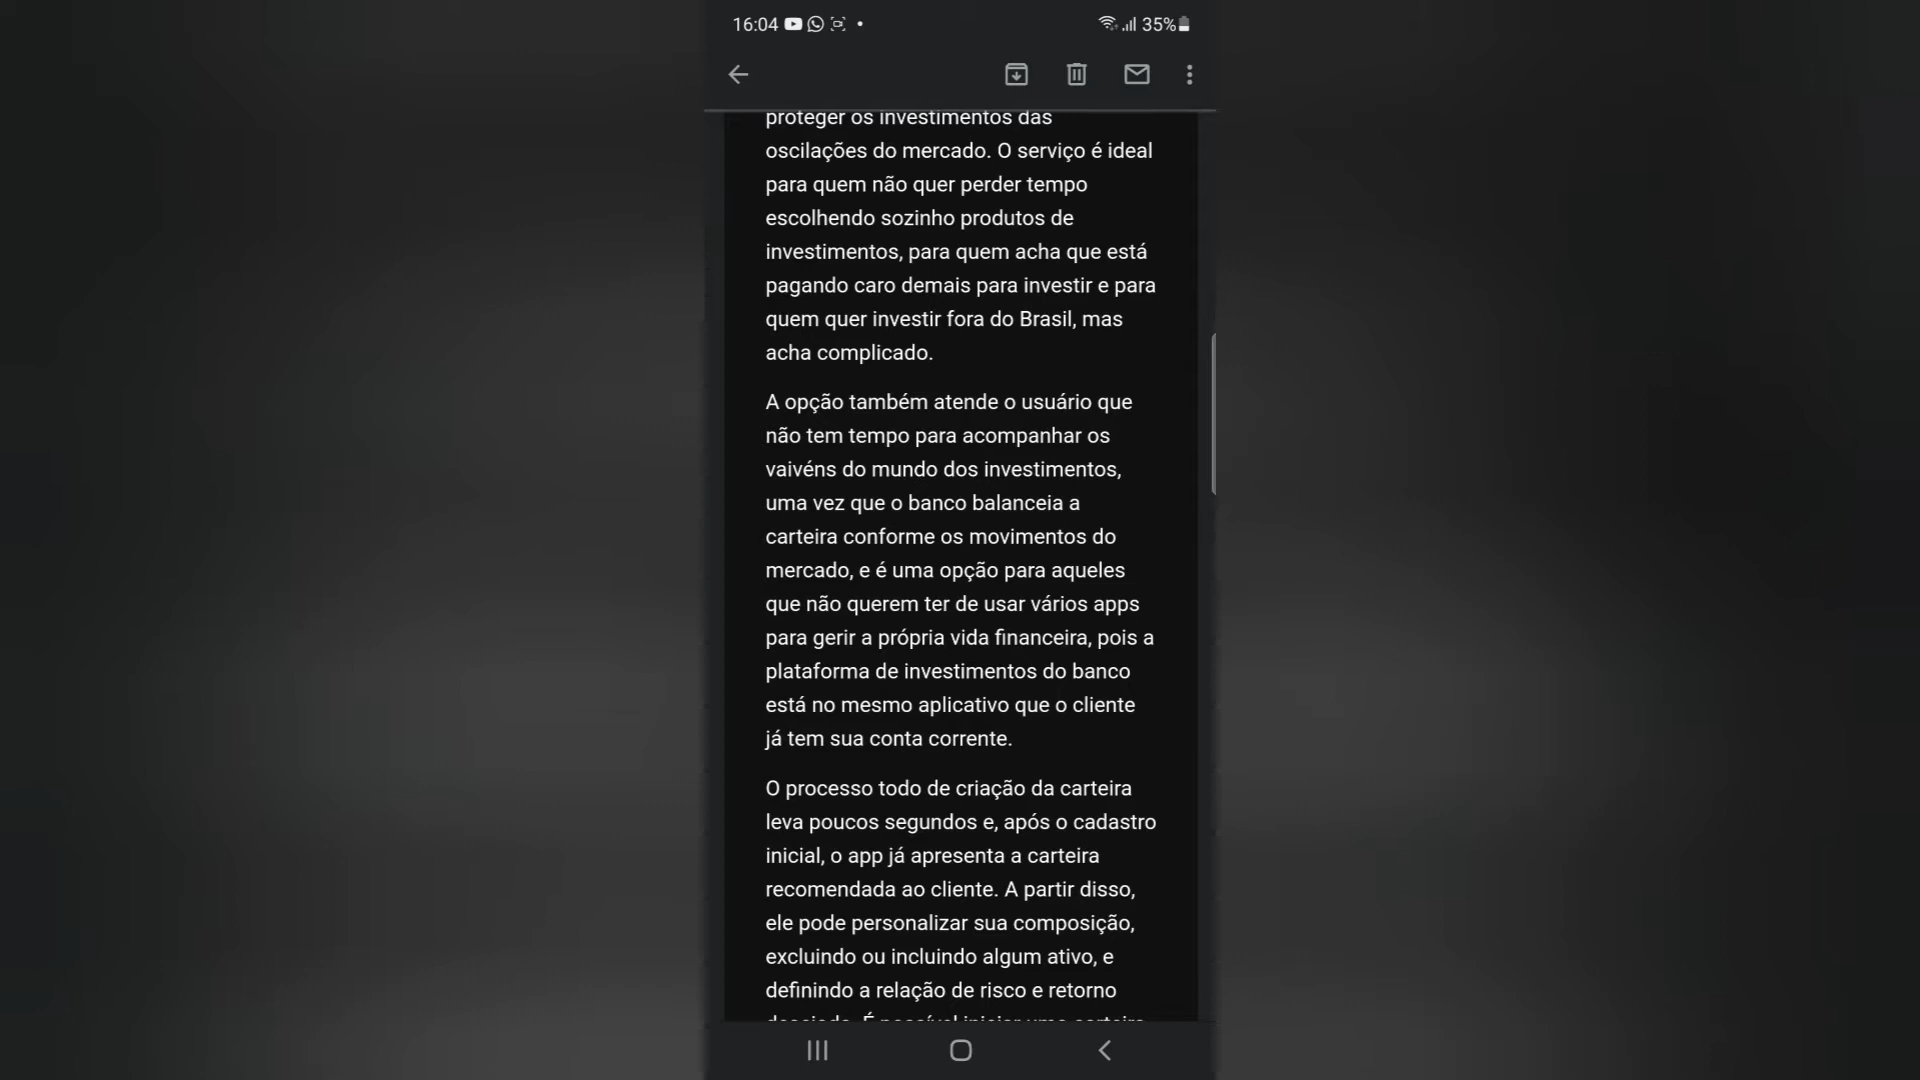 16:04
35%
proteger os investimentos das
oscilações do mercado. O serviço é ideal
para quem não quer perder tempo
escolhendo sozinho produtos de
investimentos, para quem acha que está
pagando caro demais para investir e para
quem quer investir fora do Brasil, mas
acha complicado.
A opção também atende o usuário que
não tem tempo para acompanhar os
vaivéns do mundo dos investimentos,
uma vez que o banco balanceia a
carteira conforme os movimentos do
mercado, e é uma opção para aqueles
que não querem ter de usar vários apps
para gerir a própria vida financeira, pois a
plataforma de investimentos do banco
está no mesmo aplicativo que o cliente
já tem sua conta corrente.
O processo todo de criação da carteira
leva poucos segundos e, após o cadastro
inicial, o app já apresenta a carteira
recomendada ao cliente. A partir disso,
ele pode personalizar sua composição,
excluindo ou incluindo algum ativo, e
definindo a relação de risco e retorno
É possível iniciar uma carteira